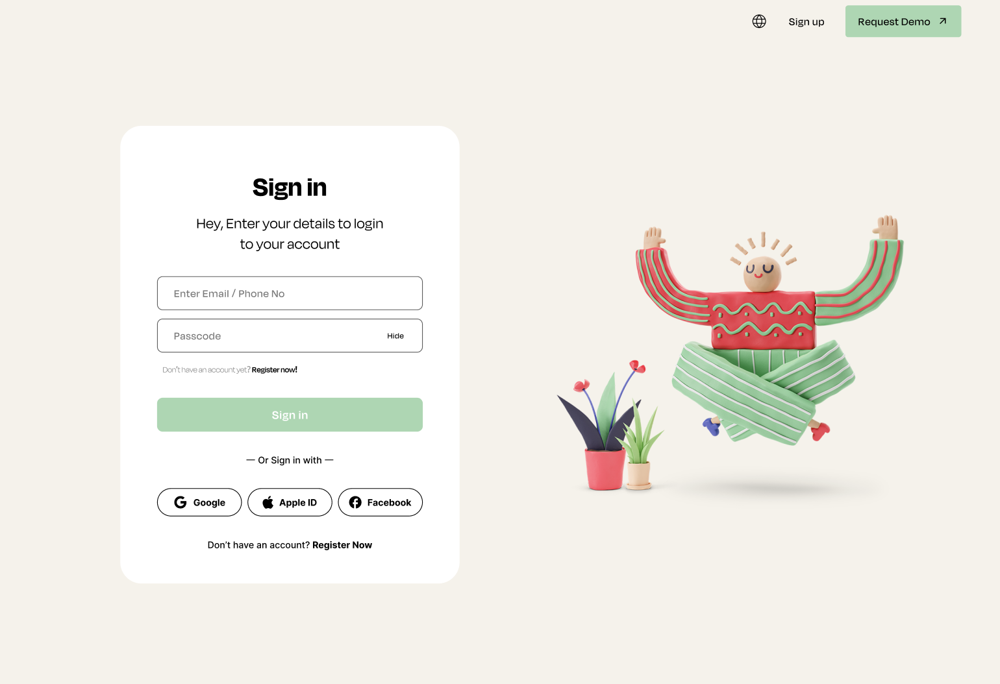 Sign up
Request Demo
Sign in
Hey, Enter your details to login
to your account
Enter Email / Phone No
Passcode
Hide
Don't have an account yet? Register now!
Sign in
— Or Sign in with —
Google
Apple ID
Facebook
Don't have an account? Register Now